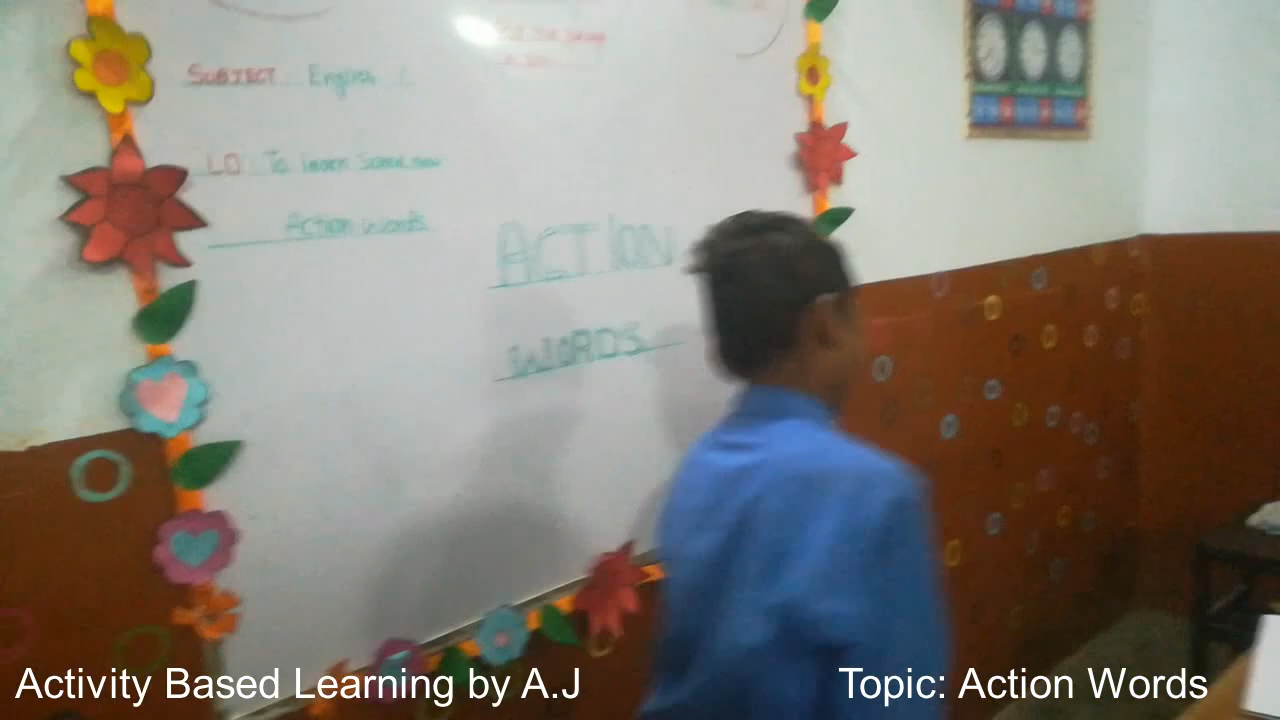 SUBJECT English
LO To learn Some new
Action words
ACTION
WORDS
Activity Based Learning by A.J
Topic: Action Words